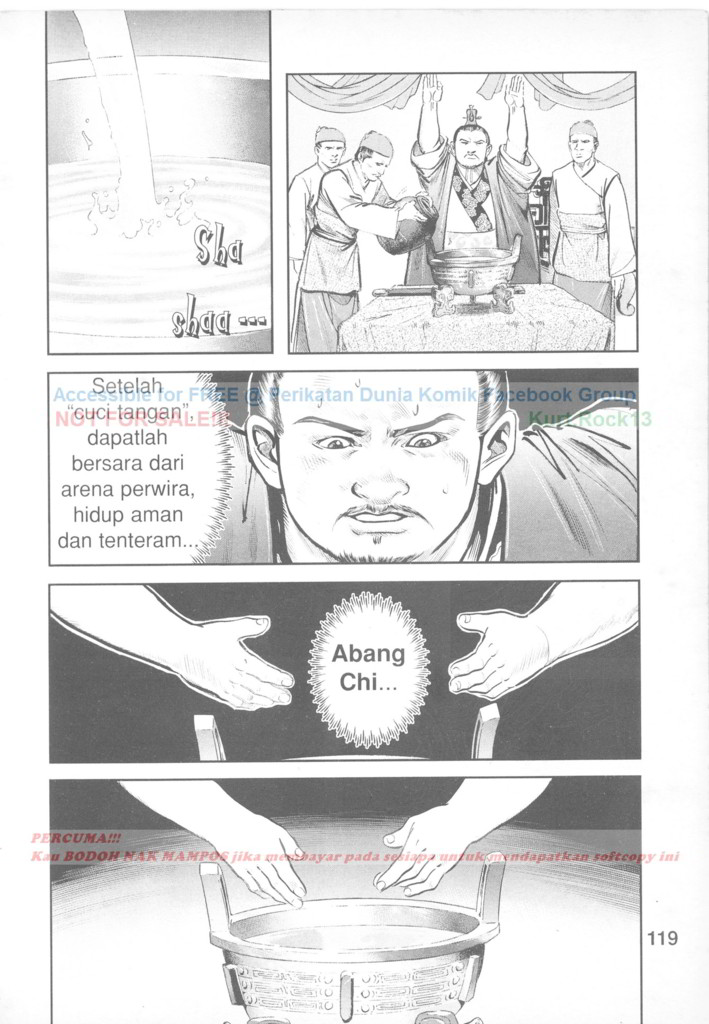 Sha
shaa ---
Setelah
Accessible for FREE @ Perikatan Dunia Komik Facebook Group
"cuci tangan",
NOT FOR SALE!!!
Kurt Rock13
dapatlah
bersara dari
arena perwira,
hidup aman
dan tenteram...
Abang
Chi...
PERCUMA!!!
Kau BODOH NAK MAMPOS jika membayar pada sesiapa untuk mendapatkan softcopy ini
119